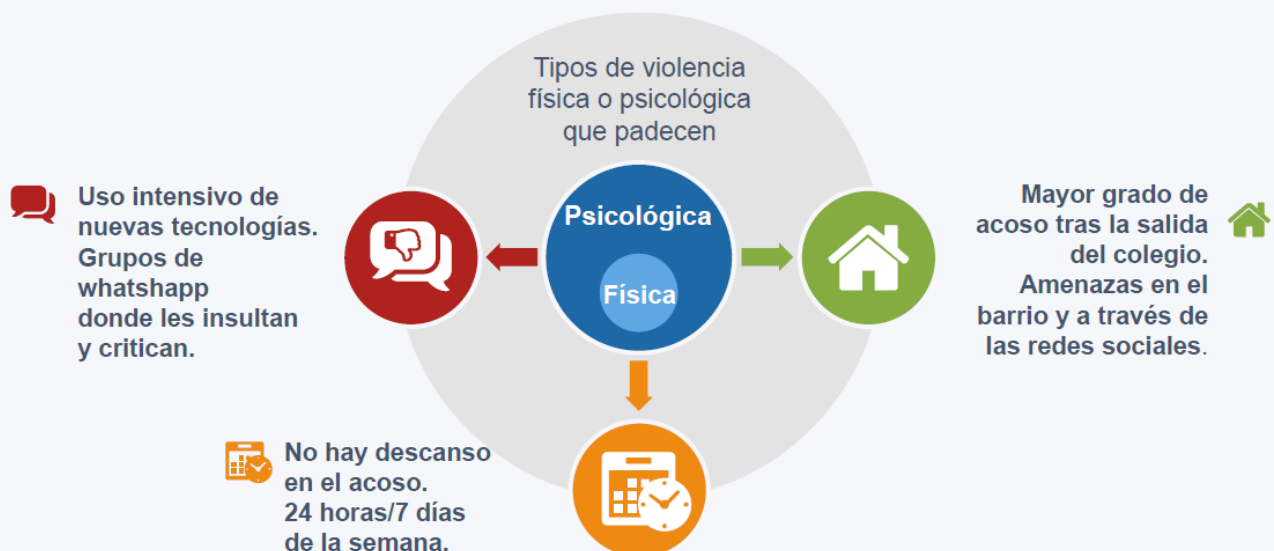 Tipos de violencia
física o psicológica
que padecen
Psicológica
Física
Uso intensivo de
nuevas tecnologías.
Grupos de
whatshapp
donde les insultan
y critican.
Mayor grado de
acoso tras la salida
del colegio.
Amenazas en el
barrio y a través de
las redes sociales.
No hay descanso
en el acoso.
24 horas/7 días
de la semana.